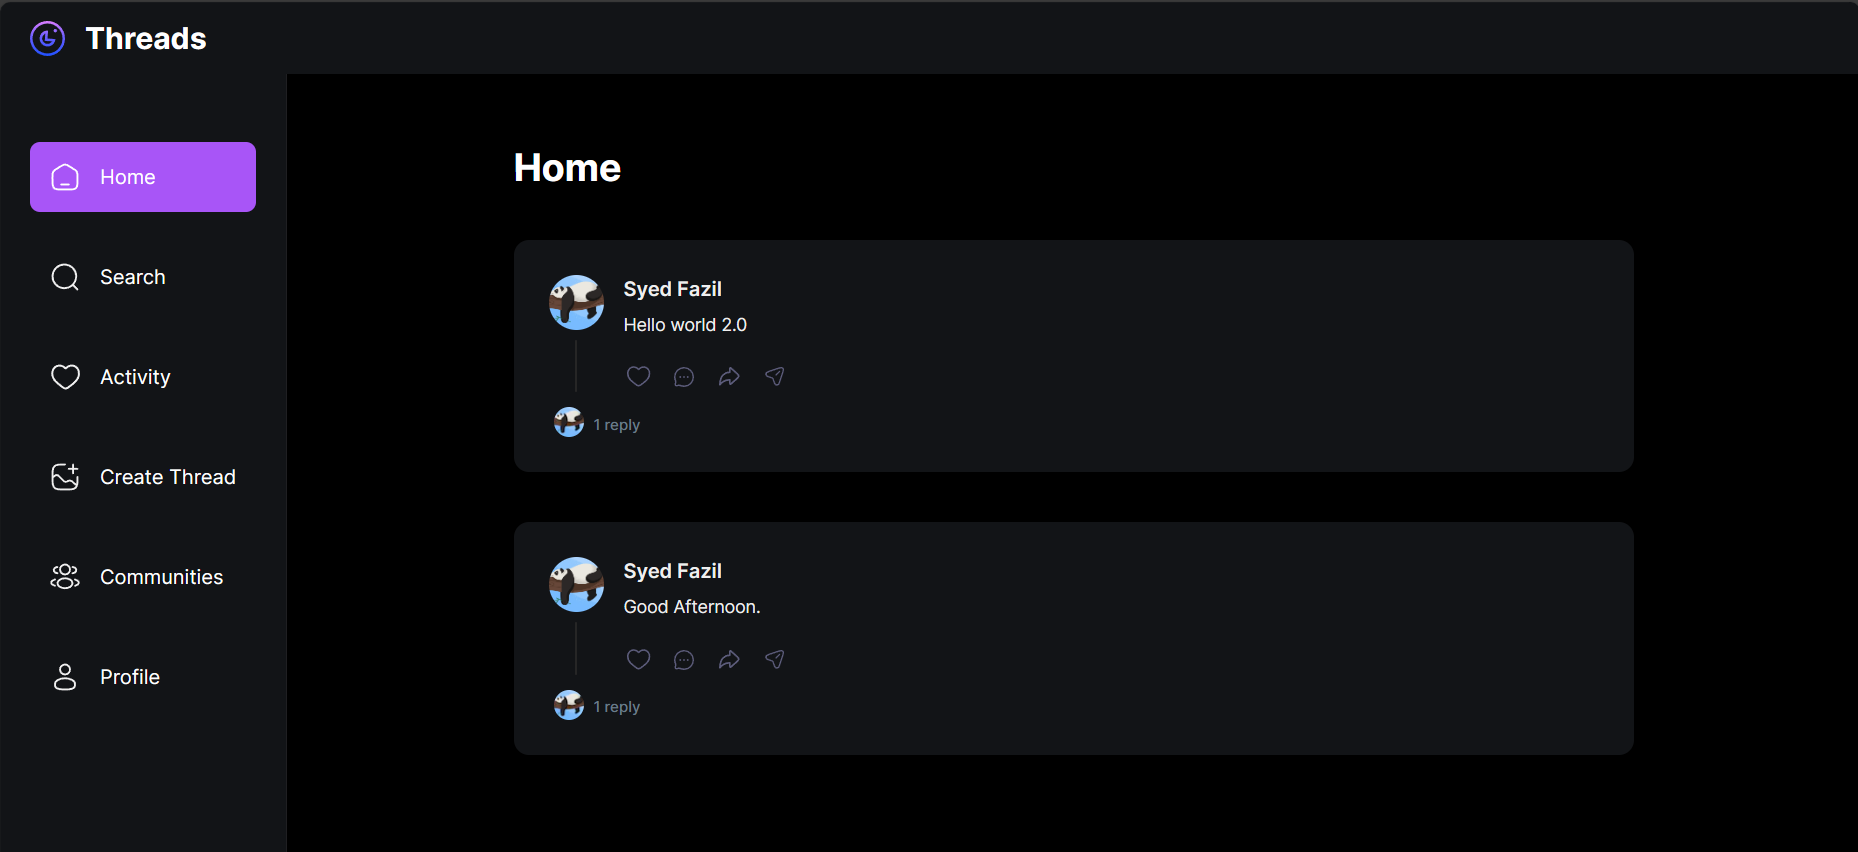 Threads
Home
Search
Activity
Create Thread
Communities
Profile
Home
Syed Fazil
Hello world 2.0
1 reply
Syed Fazil
Good Afternoon.
1 reply